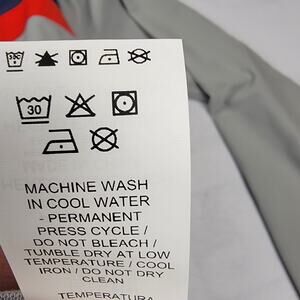 30
MACHINE WASH
IN COOL WATER
- PERMANENT
PRESS CYCLE /
DO NOT BLEACH /
TUMBLE DRY AT LOW
TEMPERATURE / COOL
IRON / DO NOT DRY
CLEAN
TEMPERATURA